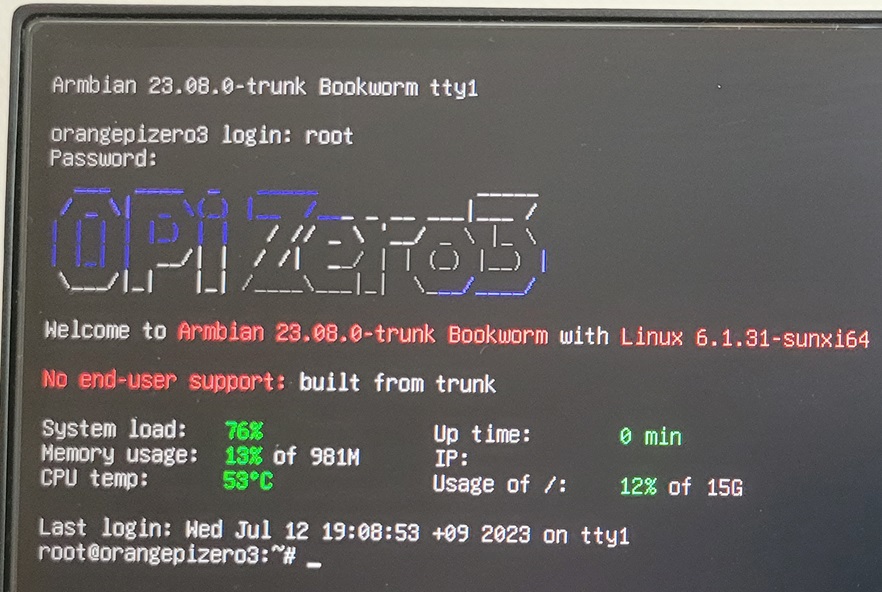 Armbian 23.08.0-trunk Bookworm tty1
orangepizero3 login: root
Password:
OPi Zero3
Welcome to Armbian 23.08.0-trunk Bookworm with Linux 6.1.31-sunxi64
No end-user support: built from trunk
System load: 76% Up time: 0 min
Memory usage: 13% of 981M IP:
CPU temp: 53°C Usage of /: 12% of 15G
Last login: Wed Jul 12 19:08:53 +09 2023 on tty1
root@orangepizero3:~# _